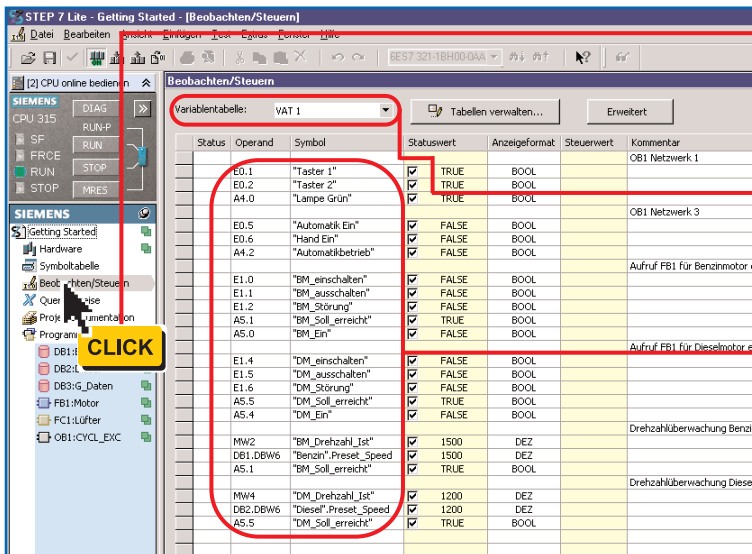 STEP 7 Lite - Getting Started - [Beobachten/Steuern]
Datei Bearbeiten Ansicht Einfügen Test Extras Fenster Hilfe
6ES7 321-1BH00-0AA
[2] CPU online bedienen
Beobachten/Steuern
SIEMENS
CPU 315
DIAG
RUN-P
SF
RUN
FRCE
RUN
STOP
STOP
MRES
Variablentabelle: VAT 1
Tabellen verwalten...
Erweitert
SIEMENS
Getting Started
Hardware
Symboltabelle
Beob chten/Steuern
Quer ise
Proje umentation
Program
DB1:
DB2:
DB3:G_Daten
FB1:Motor
FC1:Lüfter
OB1:CYCL_EXC
CLICK
Status Operand Symbol Statuswert Anzeigeformat Steuerwert Kommentar
OB1 Netzwerk 1
E0.1 "Taster 1" TRUE BOOL
E0.2 "Taster 2" TRUE BOOL
A4.0 "Lampe Grün" TRUE BOOL
OB1 Netzwerk 3
E0.5 "Automatik Ein" FALSE BOOL
E0.6 "Hand Ein" FALSE BOOL
A4.2 "Automatikbetrieb" FALSE BOOL
Aufruf FB1 für Benzinmotor
E1.0 "BM_einschalten" FALSE BOOL
E1.1 "BM_ausschalten" FALSE BOOL
E1.2 "BM_Störung" FALSE BOOL
A5.1 "BM_Soll_erreicht" TRUE BOOL
A5.0 "BM_Ein" FALSE BOOL
Aufruf FB1 für Dieselmotor e
E1.4 "DM_einschalten" FALSE BOOL
E1.5 "DM_ausschalten" FALSE BOOL
E1.6 "DM_Störung" FALSE BOOL
A5.5 "DM_Soll_erreicht" TRUE BOOL
A5.4 "DM_Ein" FALSE BOOL
Drehzahlüberwachung Benzi
MW2 "BM_Drehzahl_Ist" 1500 DEZ
DB1.DBW6 "Benzin".Preset_Speed 1500 DEZ
A5.1 "BM_Soll_erreicht" TRUE BOOL
Drehzahlüberwachung Diese
MW4 "DM_Drehzahl_Ist" 1200 DEZ
DB2.DBW6 "Diesel".Preset_Speed 1200 DEZ
A5.5 "DM_Soll_erreicht" TRUE BOOL